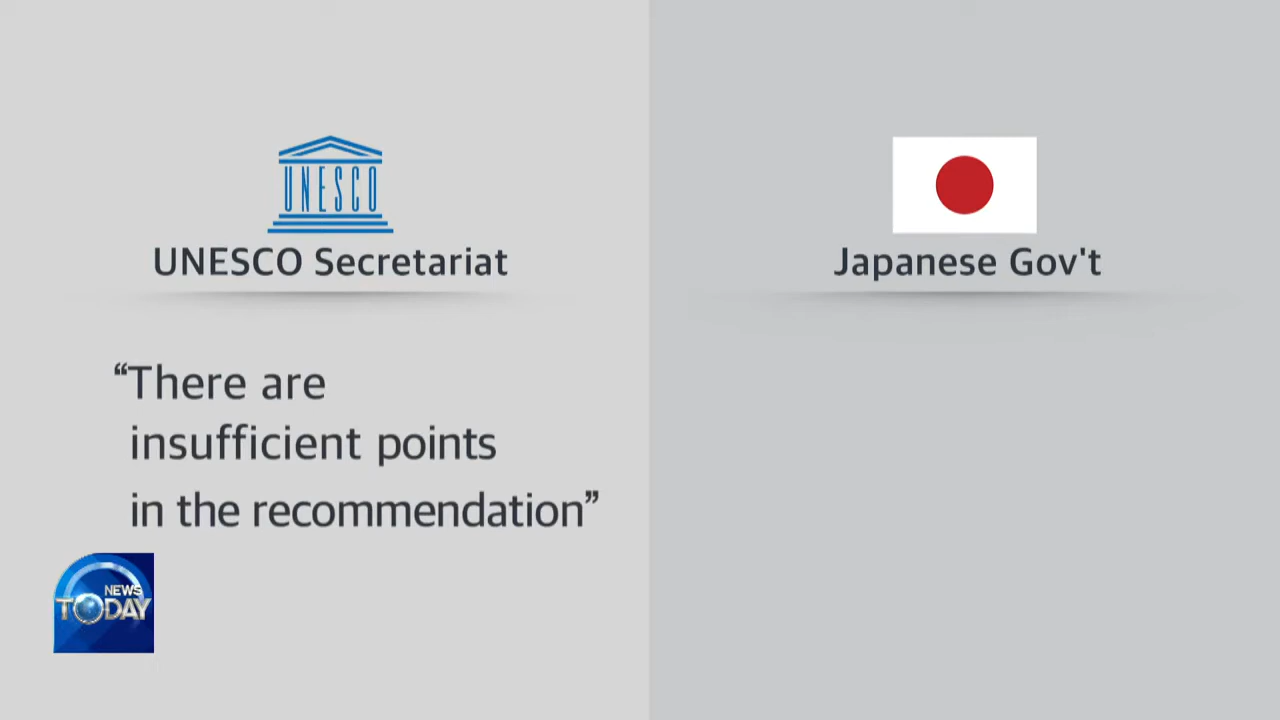 UNESCO
UNESCO Secretariat
“There are
insufficient points
in the recommendation”
Japanese Gov't
NEWS
TODAY